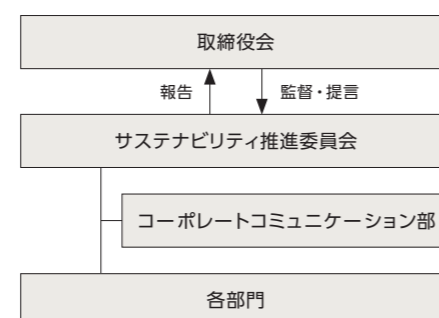 取締役会
報告
監督・提言
サステナビリティ推進委員会
コーポレートコミュニケーション部
各部門